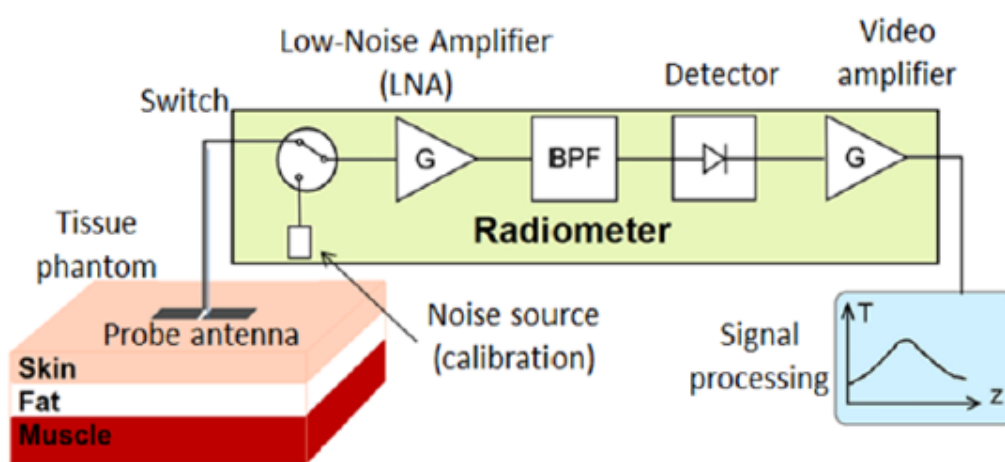 Low-Noise Amplifier
(LNA)
Video
amplifier
Detector
Switch
G
BPF
G
Radiometer
Tissue
phantom
Probe antenna
Noise source
(calibration)
Signal
processing
T
z
Skin
Fat
Muscle